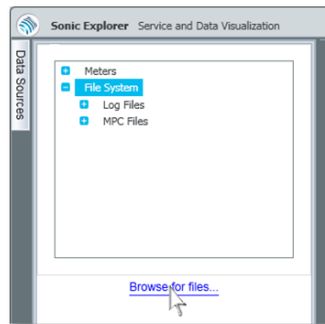 Sonic Explorer Service and Data Visualization
Data Sources
Meters
File System
Log Files
MPC Files
Browse for files...